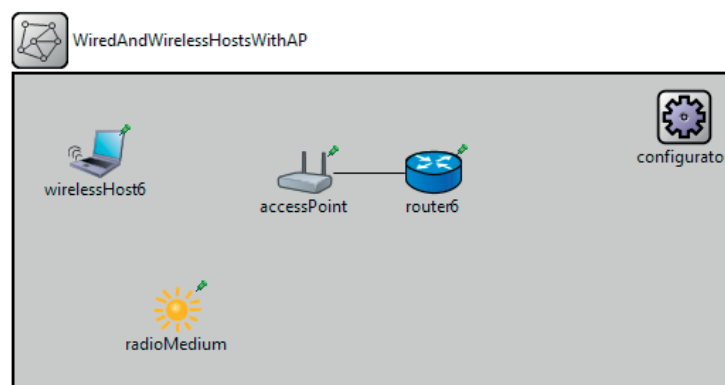 WiredAndWirelessHostsWithAP
wirelessHost6
accessPoint
router6
configurato
radioMedium